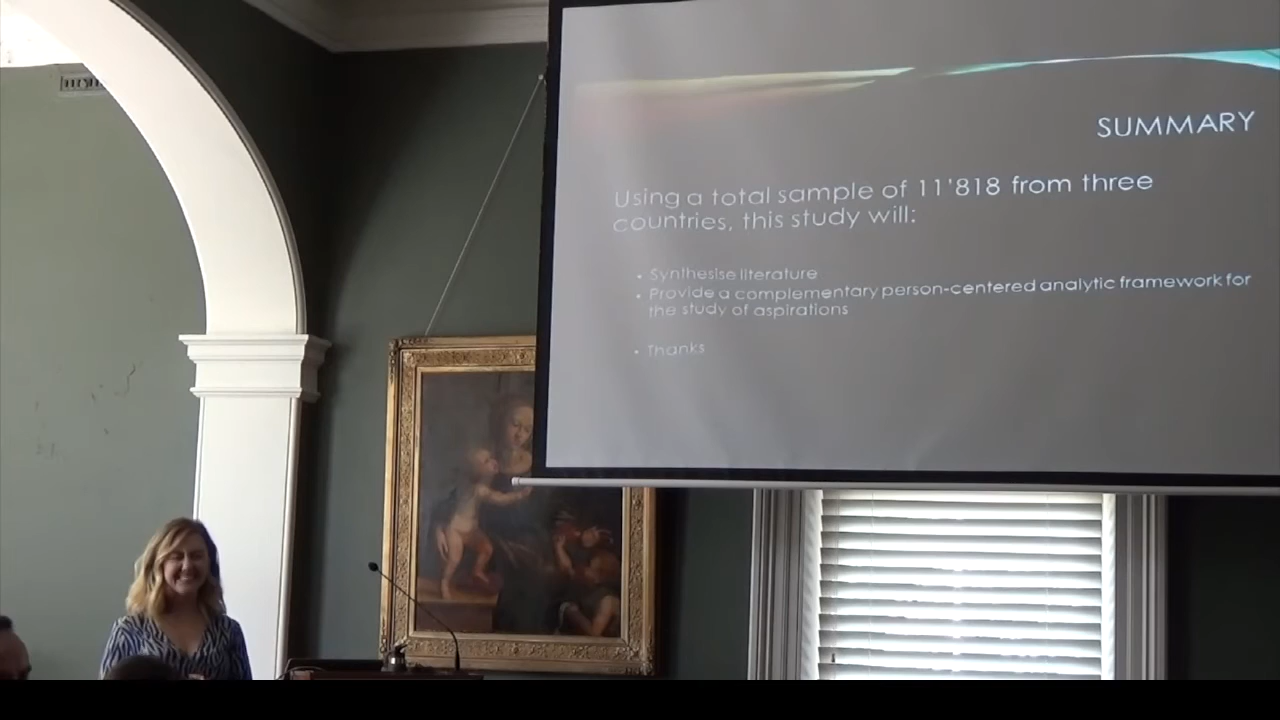 SUMMARY
Using a total sample of 11'818 from three
countries, this study will:
• Synthesise literature
• Provide a complementary person-centered analytic framework for
the study of aspirations
• Thanks